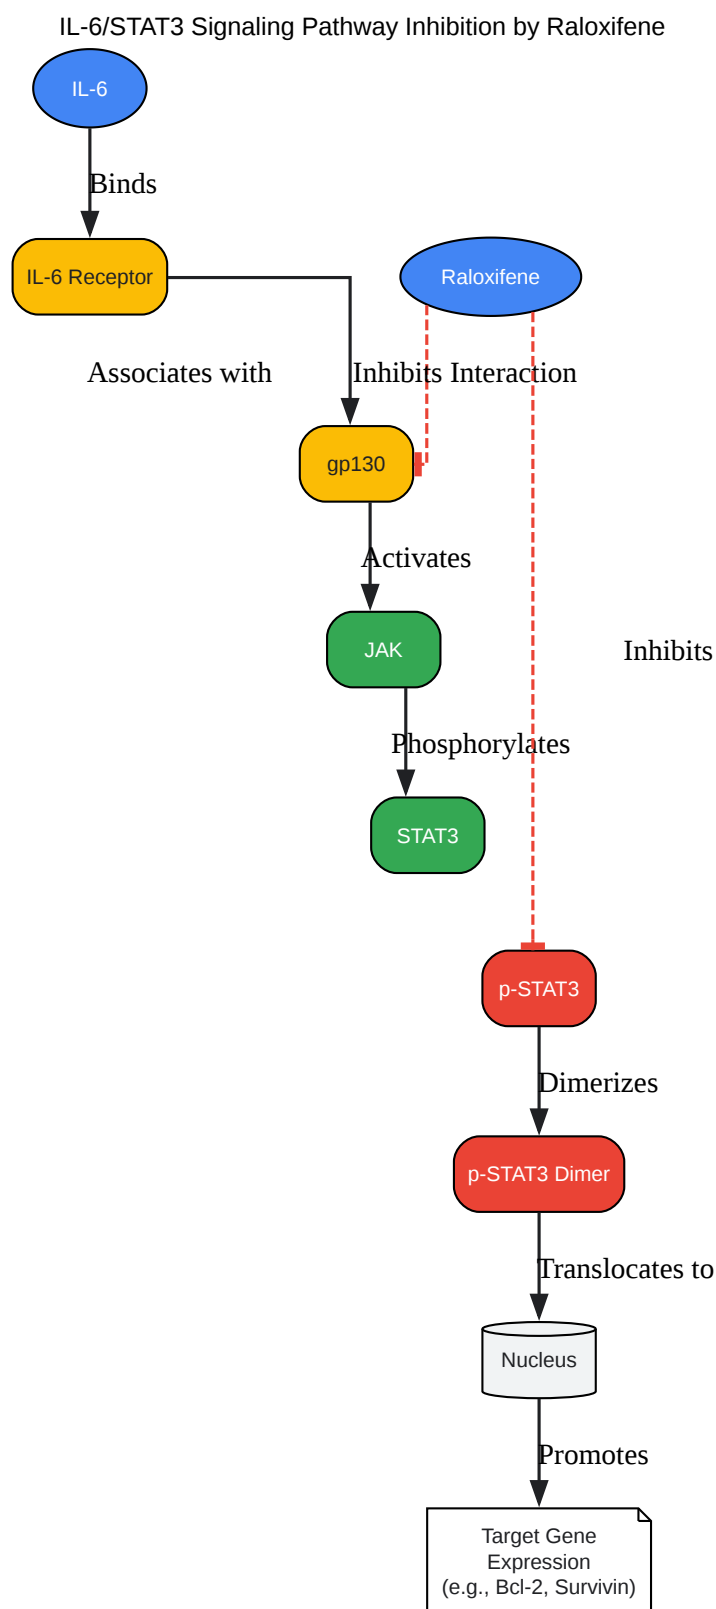 IL-6/STAT3 Signaling Pathway Inhibition by Raloxifene
IL-6
Binds
IL-6 Receptor
Raloxifene
Associates with
Inhibits Interaction
gp130
Activates
JAK
Inhibits
Phosphorylates
STAT3
p-STAT3
Dimerizes
p-STAT3 Dimer
Translocates to
Nucleus
Promotes
Target Gene
Expression
(e.g., Bcl-2, Survivin)